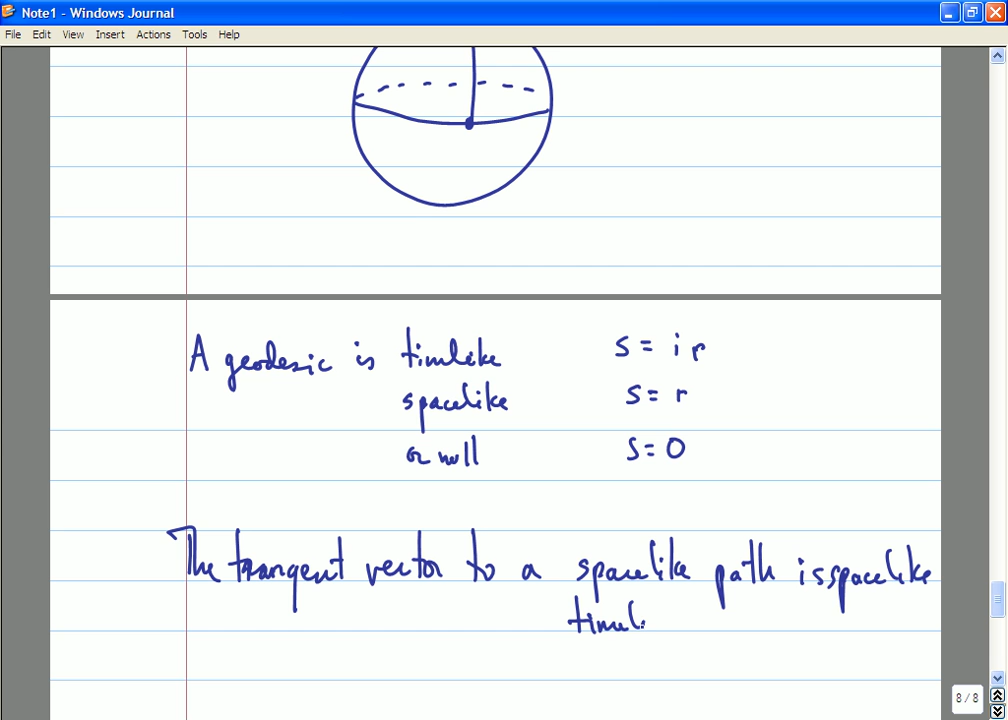 Note1 - Windows Journal
File Edit View Insert Actions Tools Help
A geodesic is timlike s = i r
spacelike s = r
or null s = 0
The tangent vector to a spacelike path is spacelike
timel
8/8